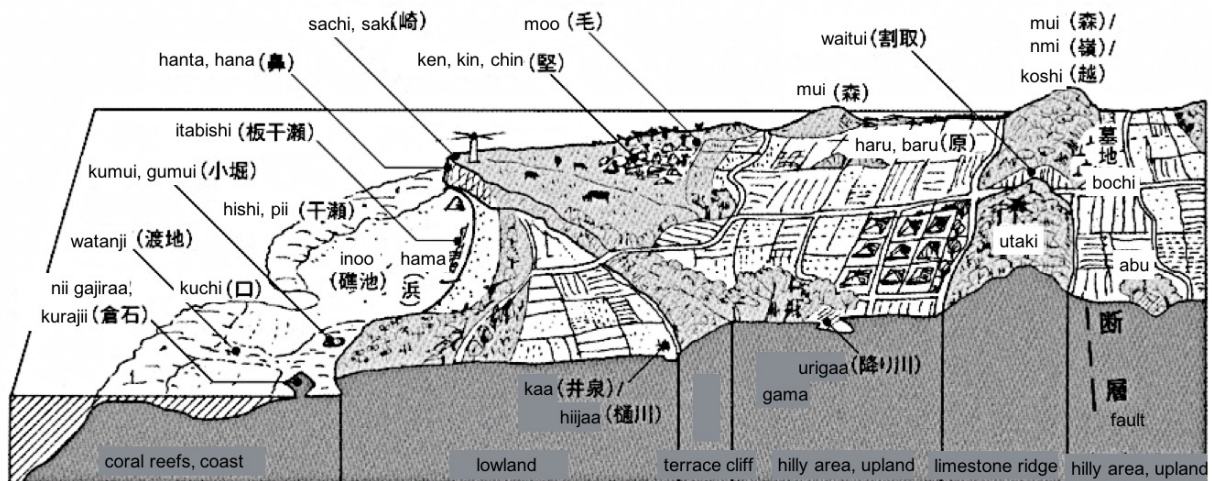 sachi, saki(崎)
moo (毛)
mui (森)/
nmi (嶺)/
koshi (越)
waitui(割取)
hanta, hana(鼻)
ken, kin, chin (堅)
mui (森)
itabishi (板干瀬)
haru, baru(原)
墓地
bochi
kumui, gumui(小堀)
hishi, pii (干瀬)
watanji (渡地)
inoo
(礁池)
hama
(浜)
utaki
abu
nii gajiraa,
kurajii (倉石)
kuchi(口)
断層
fault
urigaa(降り川)
gama
kaa (井泉)/
hiijaa(樋川)
coral reefs, coast
lowland
terrace cliff
hilly area, upland
limestone ridge
hilly area, upland